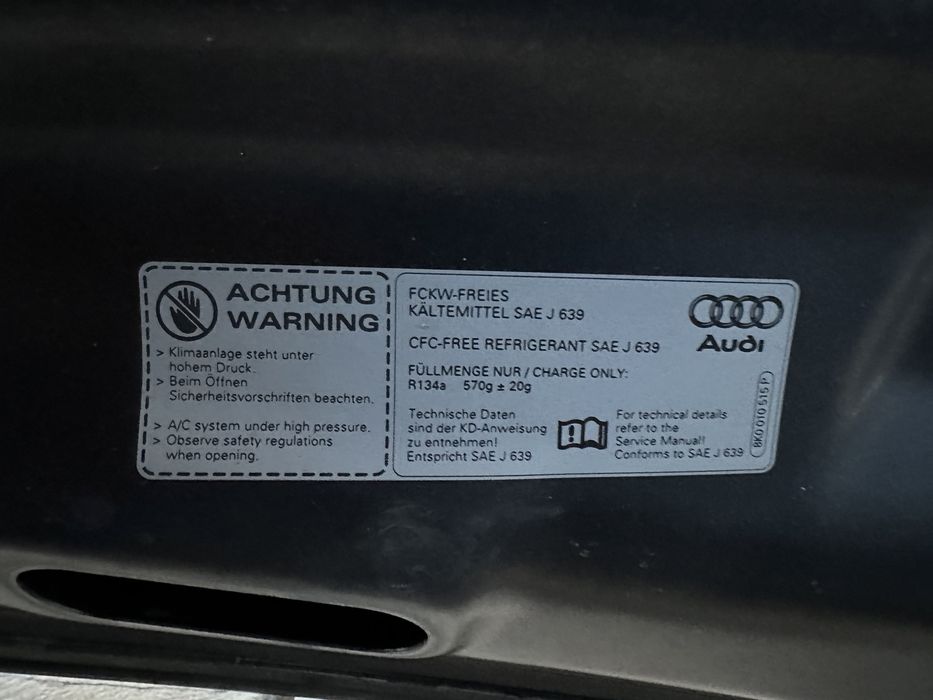 ACHTUNG
WARNING
> Klimaanlage steht unter
hohem Druck.
> Beim Öffnen
Sicherheitsvorschriften beachten.
> A/C system under high pressure.
> Observe safety regulations
when opening.
FCKW-FREIES
KÄLTEMITTEL SAE J 639
CFC-FREE REFRIGERANT SAE J 639
FÜLLMENGE NUR / CHARGE ONLY:
R134a 570g ± 20g
Technische Daten
sind der KD-Anweisung
zu entnehmen!
Entspricht SAE J 639
For technical details
refer to the
Service Manual!
Conforms to SAE J 639
Audi
8K0 010 515 P